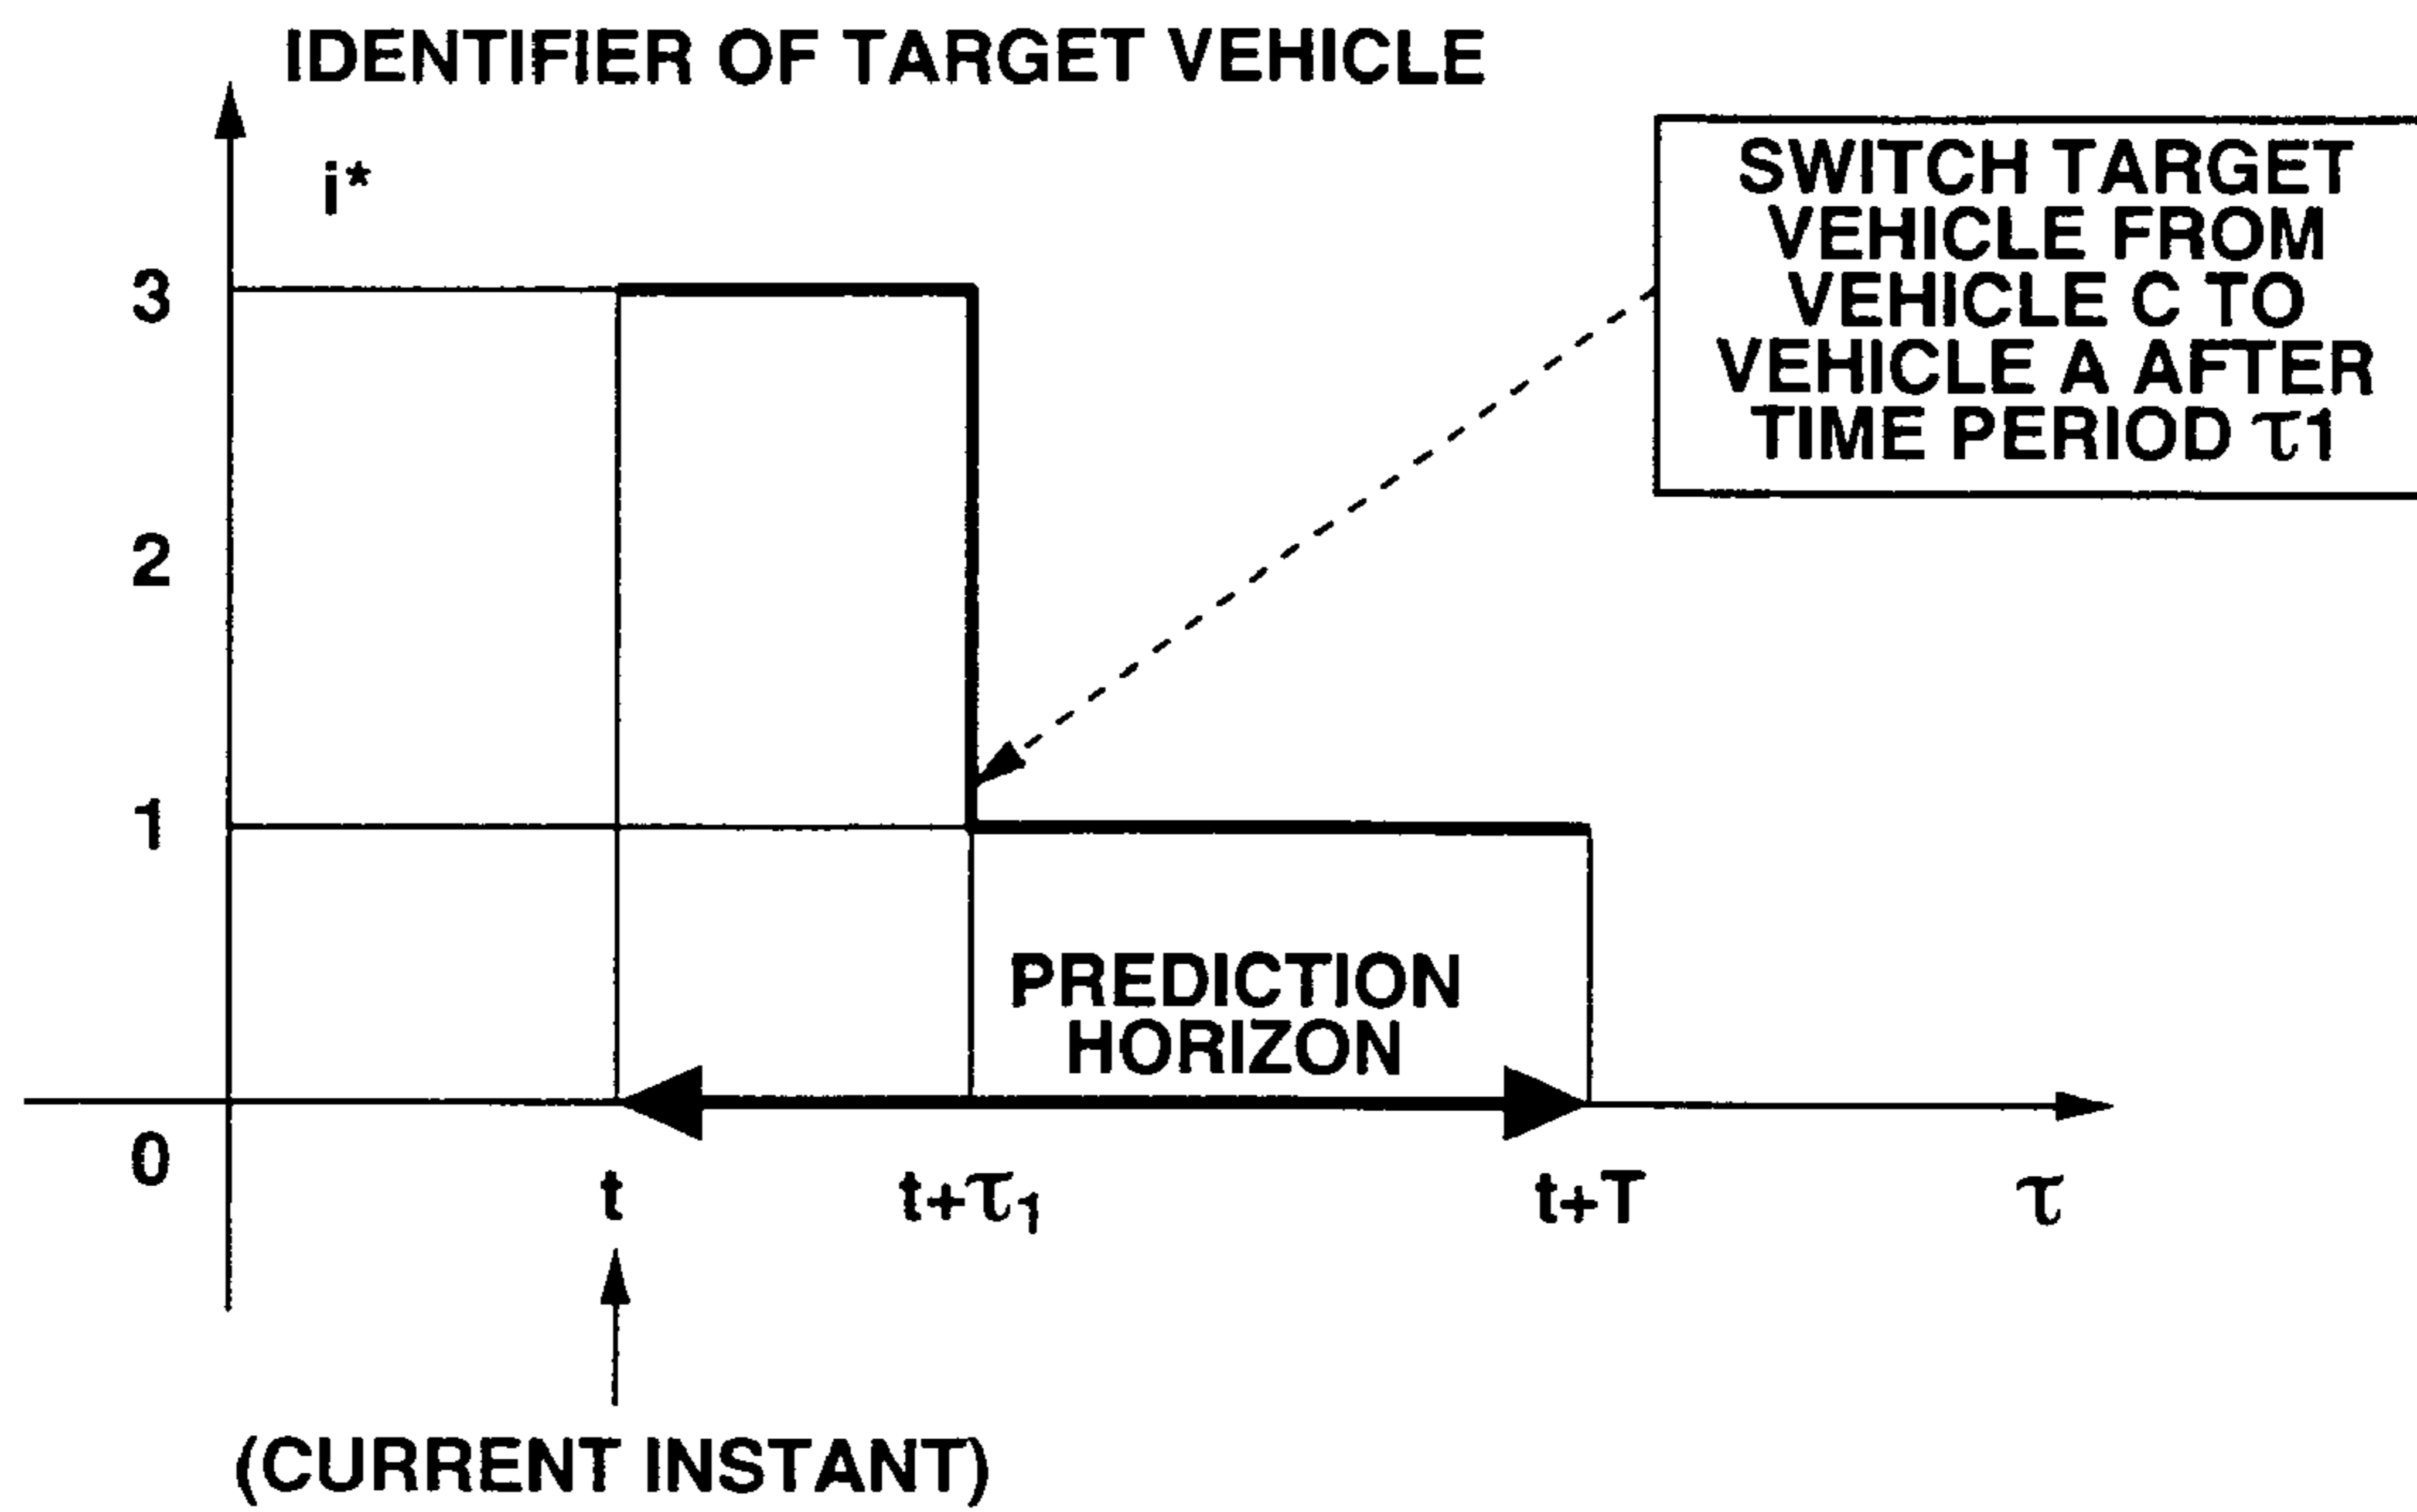 IDENTIFIER OF TARGET VEHICLE
i*
SWITCH TARGET
VEHICLE FROM
VEHICLE C TO
VEHICLE A AFTER
TIME PERIOD τ1
3
2
1
PREDICTION
HORIZON
0
t
t+τ1
t+T
τ
(CURRENT INSTANT)